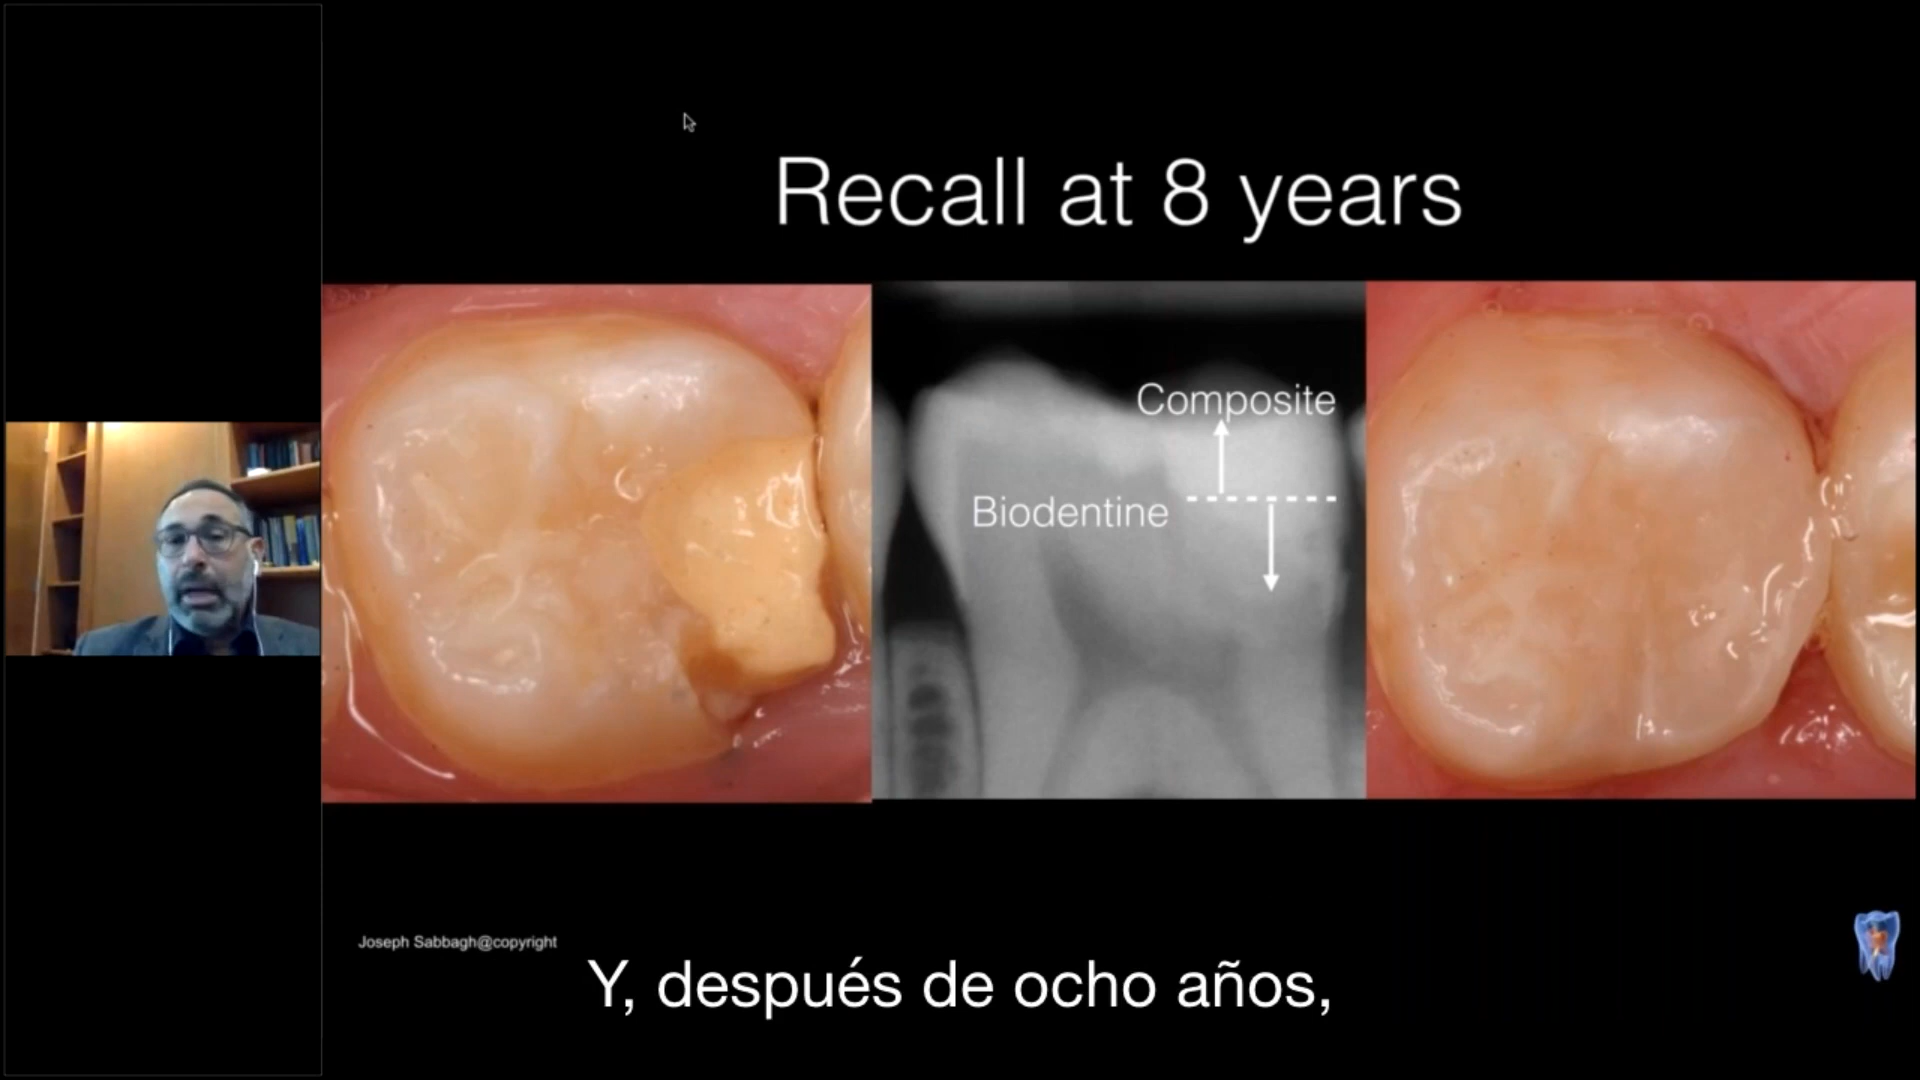 Recall at 8 years
Composite
Biodentine
Joseph Sabbagh@copyright
Y, después de ocho años,